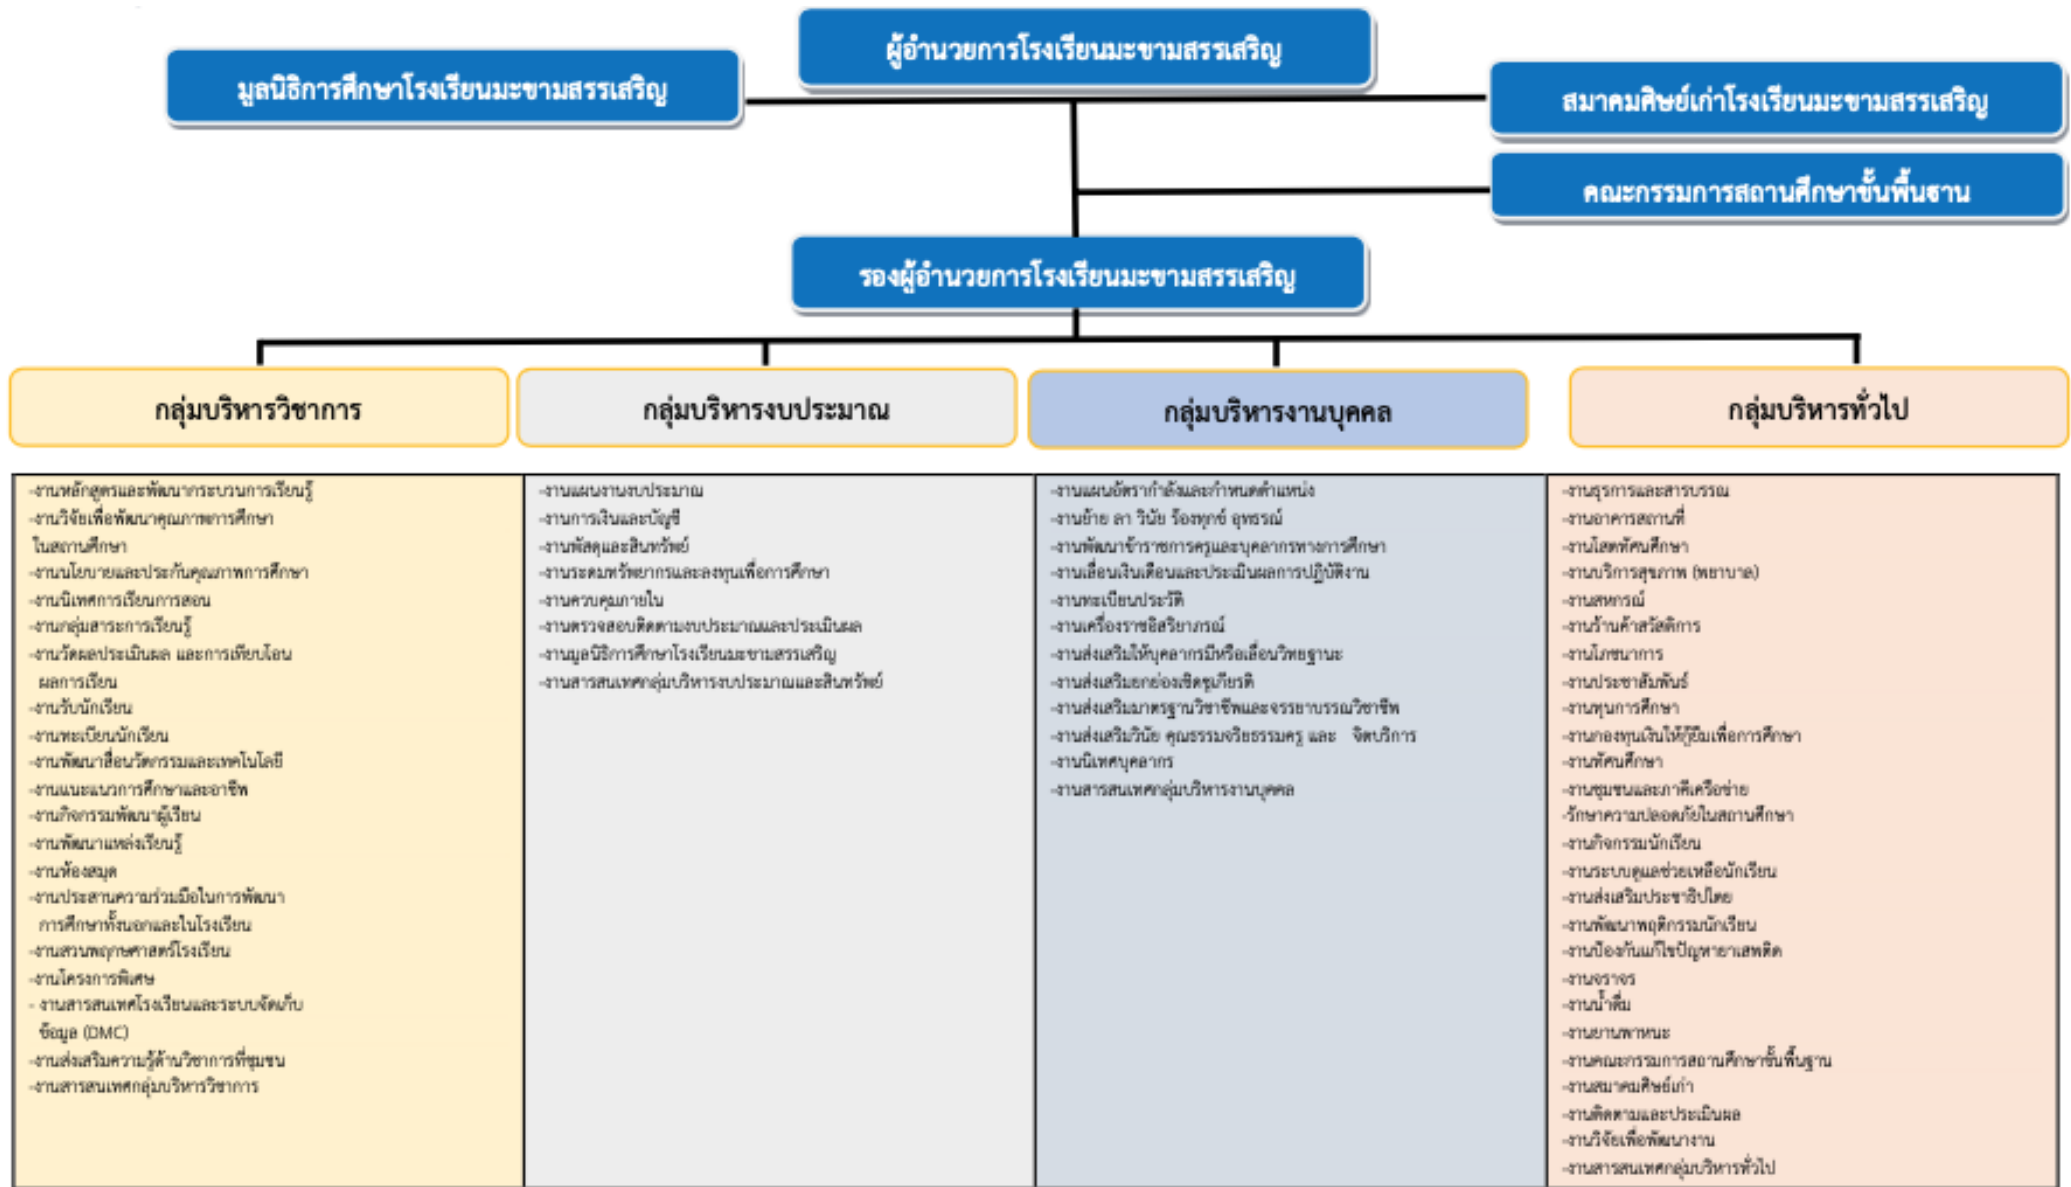 ผู้อำนวยการโรงเรียนมะขามสรรเสริญ
มูลนิธิการศึกษาโรงเรียนมะขามสรรเสริญ
สมาคมศิษย์เก่าโรงเรียนมะขามสรรเสริญ
คณะกรรมการสถานศึกษาขั้นพื้นฐาน
รองผู้อำนวยการโรงเรียนมะขามสรรเสริญ
กลุ่มบริหารวิชาการ
-งานหลักสูตรและพัฒนากระบวนการเรียนรู้
-งานวิจัยเพื่อพัฒนาคุณภาพการศึกษา
ในสถานศึกษา
-งานนโยบายและประกันคุณภาพการศึกษา
-งานนิเทศการเรียนการสอน
-งานกลุ่มสาระการเรียนรู้
-งานวัดผลประเมินผล และการเทียบโอน
ผลการเรียน
-งานรับนักเรียน
-งานทะเบียนนักเรียน
-งานพัฒนาสื่อนวัตกรรมและเทคโนโลยี
-งานแนะแนวการศึกษาและอาชีพ
-งานกิจกรรมพัฒนาผู้เรียน
-งานพัฒนาแหล่งเรียนรู้
-งานห้องสมุด
-งานประสานความร่วมมือในการพัฒนา
การศึกษาทั้งนอกและในโรงเรียน
-งานสวนพฤกษศาสตร์โรงเรียน
-งานโครงการพิเศษ
- งานสารสนเทศโรงเรียนและระบบจัดเก็บ
ข้อมูล (DMC)
-งานส่งเสริมความรู้ด้านวิชาการที่ชุมชน
-งานสารสนเทศกลุ่มบริหารวิชาการ
กลุ่มบริหารงบประมาณ
-งานแผนงานงบประมาณ
-งานการเงินและบัญชี
-งานพัสดุและสินทรัพย์
-งานระดมทรัพยากรและลงทุนเพื่อการศึกษา
-งานควบคุมภายใน
-งานตรวจสอบติดตามงบประมาณและประเมินผล
-งานมูลนิธิการศึกษาโรงเรียนมะขามสรรเสริญ
-งานสารสนเทศกลุ่มบริหารงบประมาณและสินทรัพย์
กลุ่มบริหารงานบุคคล
-งานแผนอัตรากำลังและกำหนดตำแหน่ง
-งานย้าย ลา วินัย ร้องทุกข์ อุทธรณ์
-งานพัฒนาข้าราชการครูและบุคลากรทางการศึกษา
-งานเลื่อนเงินเดือนและประเมินผลการปฏิบัติงาน
-งานทะเบียนประวัติ
-งานเครื่องราชอิสริยาภรณ์
-งานส่งเสริมให้บุคลากรมีหรือเลื่อนวิทยฐานะ
-งานส่งเสริมยกย่องเชิดชูเกียรติ
-งานส่งเสริมมาตรฐานวิชาชีพและจรรยาบรรณวิชาชีพ
-งานส่งเสริมวินัย คุณธรรมจริยธรรมครู และ จิตบริการ
-งานนิเทศบุคลากร
-งานสารสนเทศกลุ่มบริหารงานบุคคล
กลุ่มบริหารทั่วไป
-งานธุรการและสารบรรณ
-งานอาคารสถานที่
-งานโสตทัศนศึกษา
-งานบริการสุขภาพ (พยาบาล)
-งานสหกรณ์
-งานร้านค้าสวัสดิการ
-งานโภชนาการ
-งานประชาสัมพันธ์
-งานทุนการศึกษา
-งานกองทุนเงินให้กู้ยืมเพื่อการศึกษา
-งานทัศนศึกษา
-งานชุมชนและภาคีเครือข่าย
-รักษาความปลอดภัยในสถานศึกษา
-งานกิจกรรมนักเรียน
-งานระบบดูแลช่วยเหลือนักเรียน
-งานส่งเสริมประชาธิปไตย
-งานพัฒนาพฤติกรรมนักเรียน
-งานป้องกันแก้ไขปัญหายาเสพติด
-งานจราจร
-งานน้ำดื่ม
-งานยานพาหนะ
-งานคณะกรรมการสถานศึกษาขั้นพื้นฐาน
-งานสมาคมศิษย์เก่า
-งานติดตามและประเมินผล
-งานวิจัยเพื่อพัฒนางาน
-งานสารสนเทศกลุ่มบริหารทั่วไป